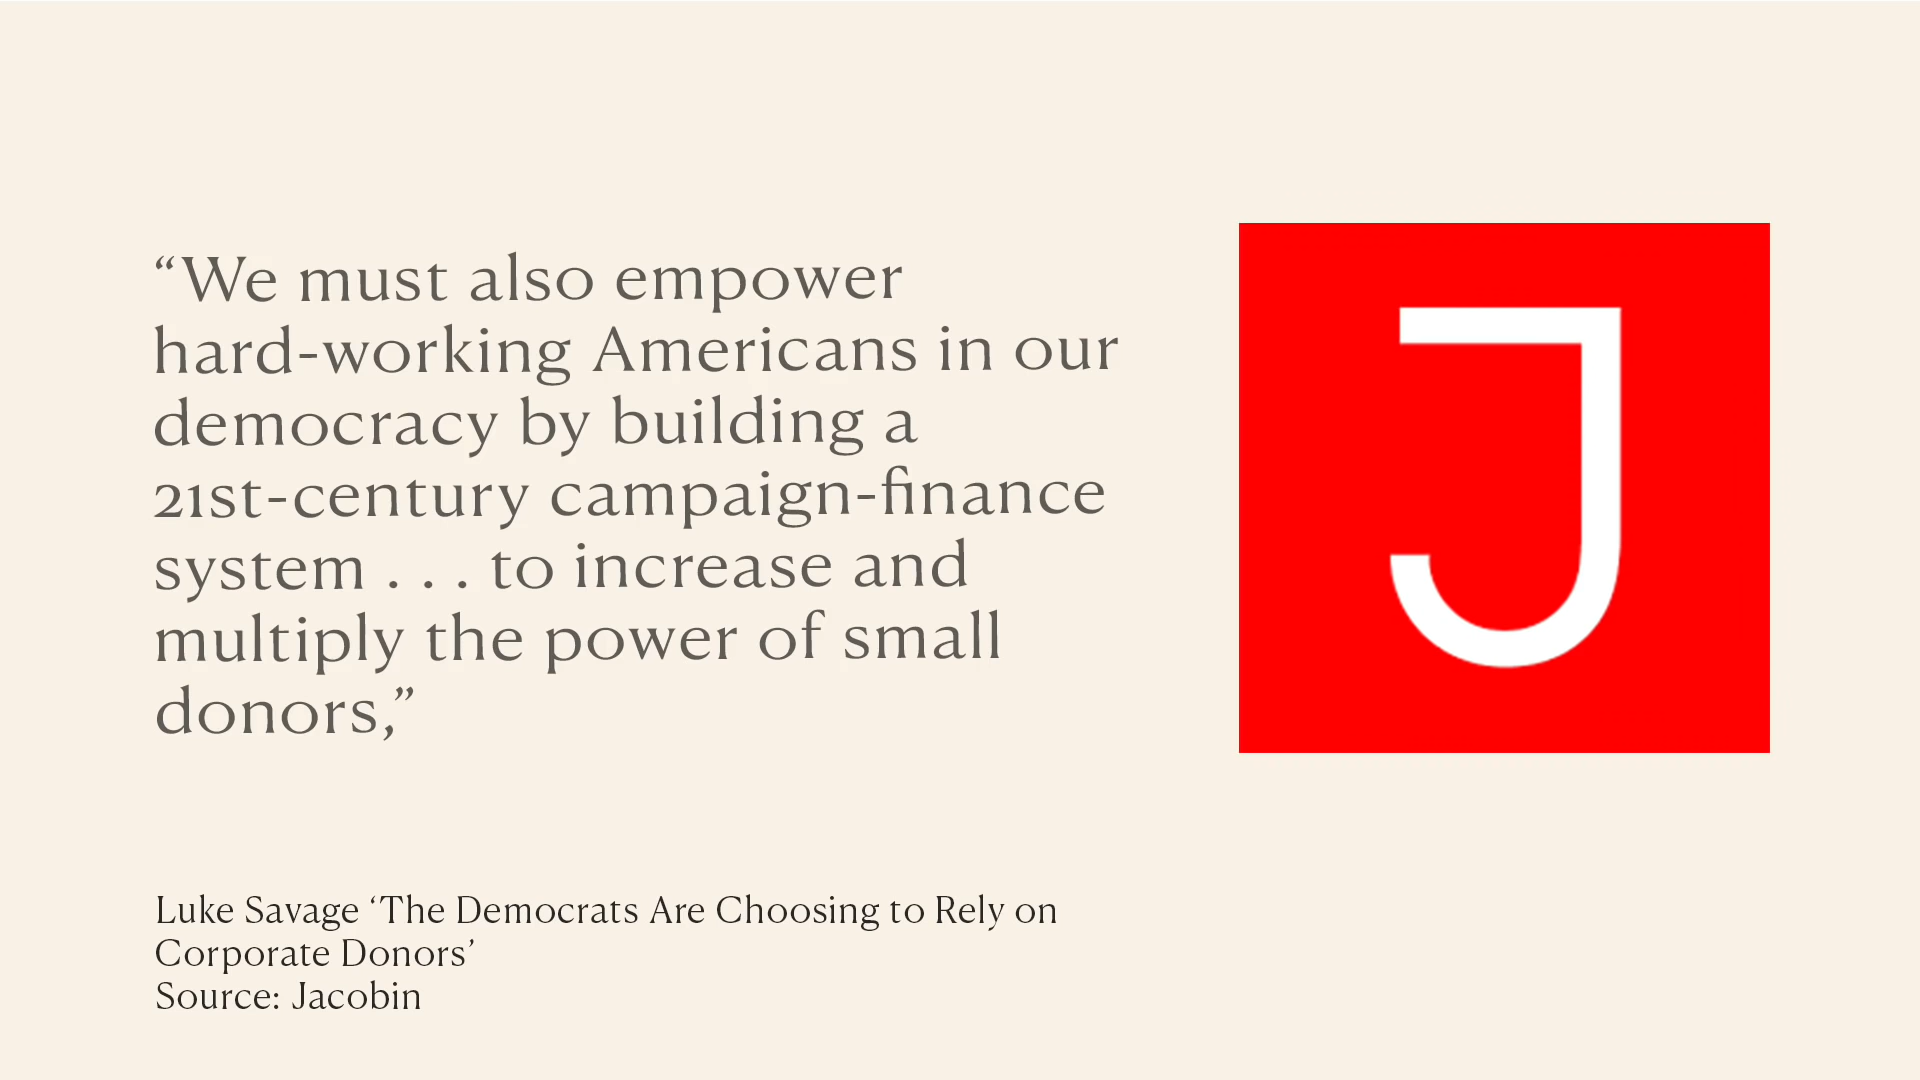 “We must also empower
hard-working Americans in our
democracy by building a
21st-century campaign-finance
system . . . to increase and
multiply the power of small
donors,”
J
Luke Savage ‘The Democrats Are Choosing to Rely on
Corporate Donors’
Source: Jacobin